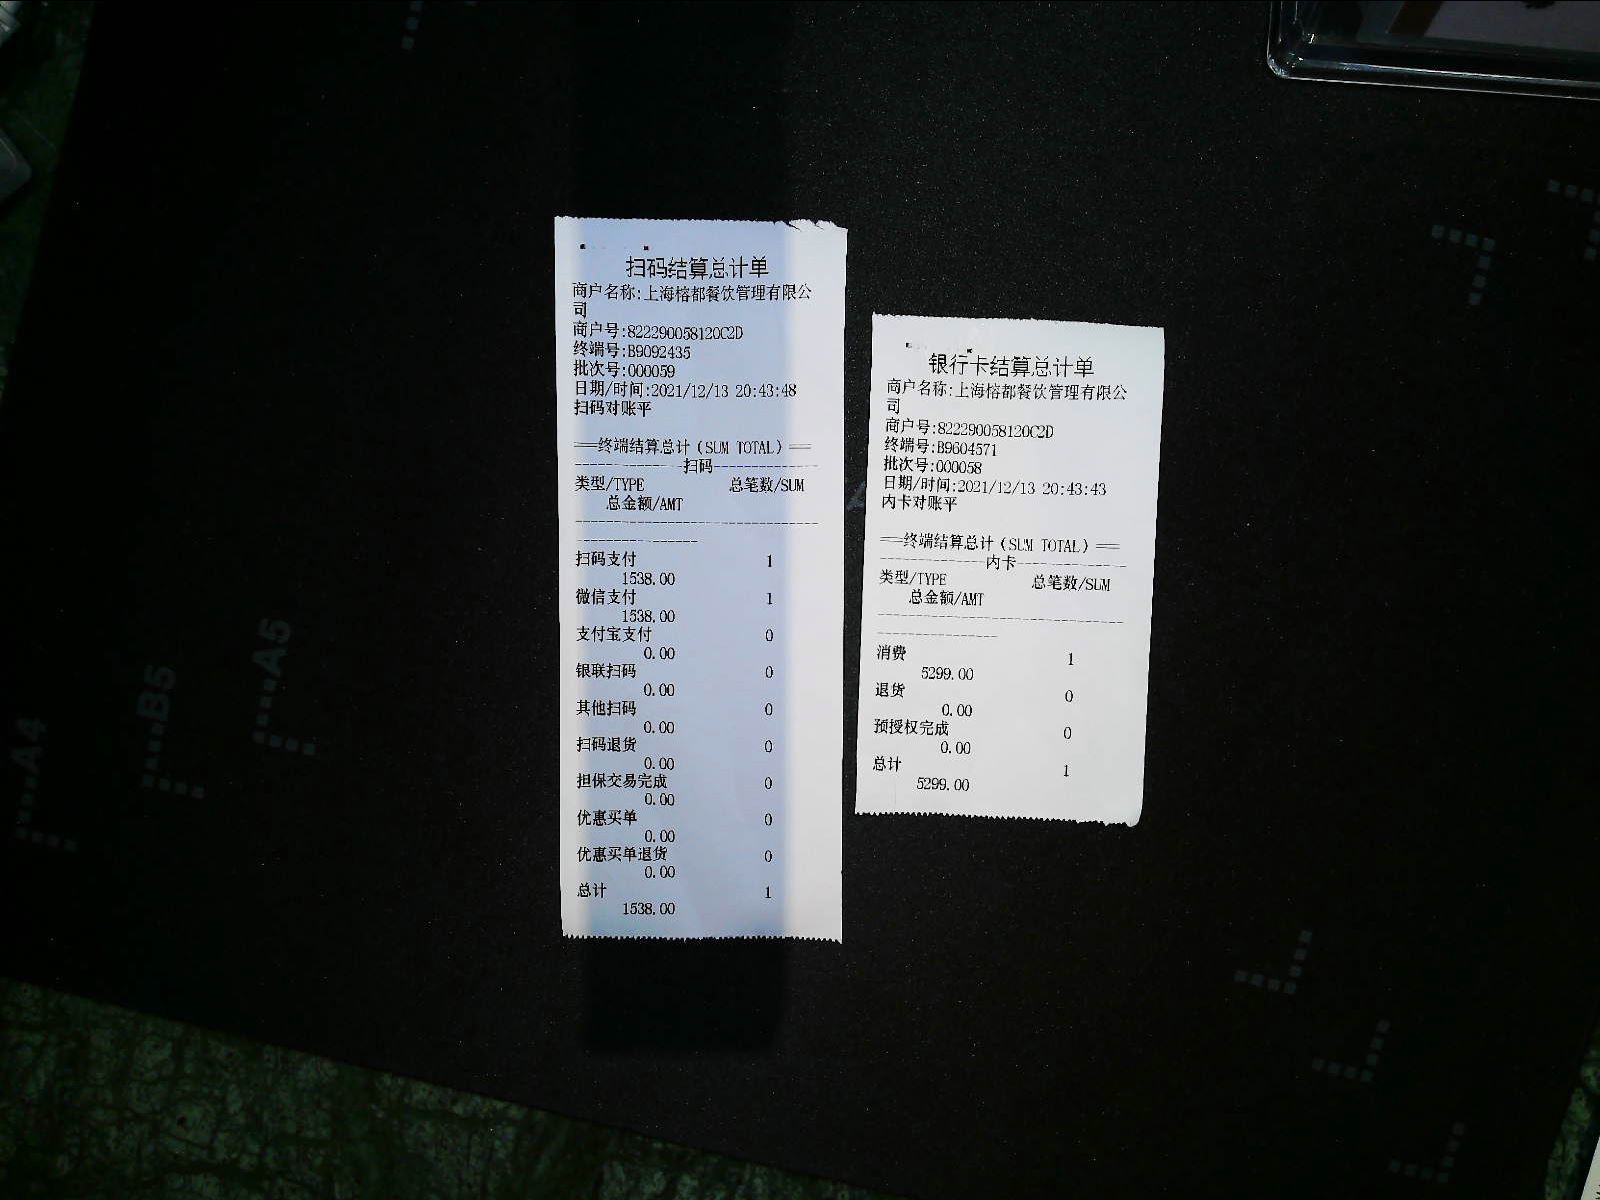 扫码结算总计单
商户名称:上海榕都餐饮管理有限公
司
商户号:822290058120C2D
终端号:B9092435
批次号:000059
日期/时间:2021/12/13 20:43:48
扫码对账平
==终端结算总计(SUM TOTAL)==
---------------扫码---------------
类型/TYPE 总笔数/SUM
总金额/AMT
扫码支付 1
1538.00
微信支付 1
1538.00
支付宝支付 0
0.00
银联扫码 0
0.00
其他扫码 0
0.00
扫码退货 0
0.00
担保交易完成 0
0.00
优惠买单 0
0.00
优惠买单退货 0
0.00
总计 1
1538.00
银行卡结算总计单
商户名称:上海榕都餐饮管理有限公
司
商户号:822290058120C2D
终端号:B9604571
批次号:000058
日期/时间:2021/12/13 20:43:43
内卡对账平
==终端结算总计(SUM TOTAL)==
---------------内卡---------------
类型/TYPE 总笔数/SUM
总金额/AMT
消费 1
5299.00
退货 0
0.00
预授权完成 0
0.00
总计 1
5299.00
A5
B5
A4